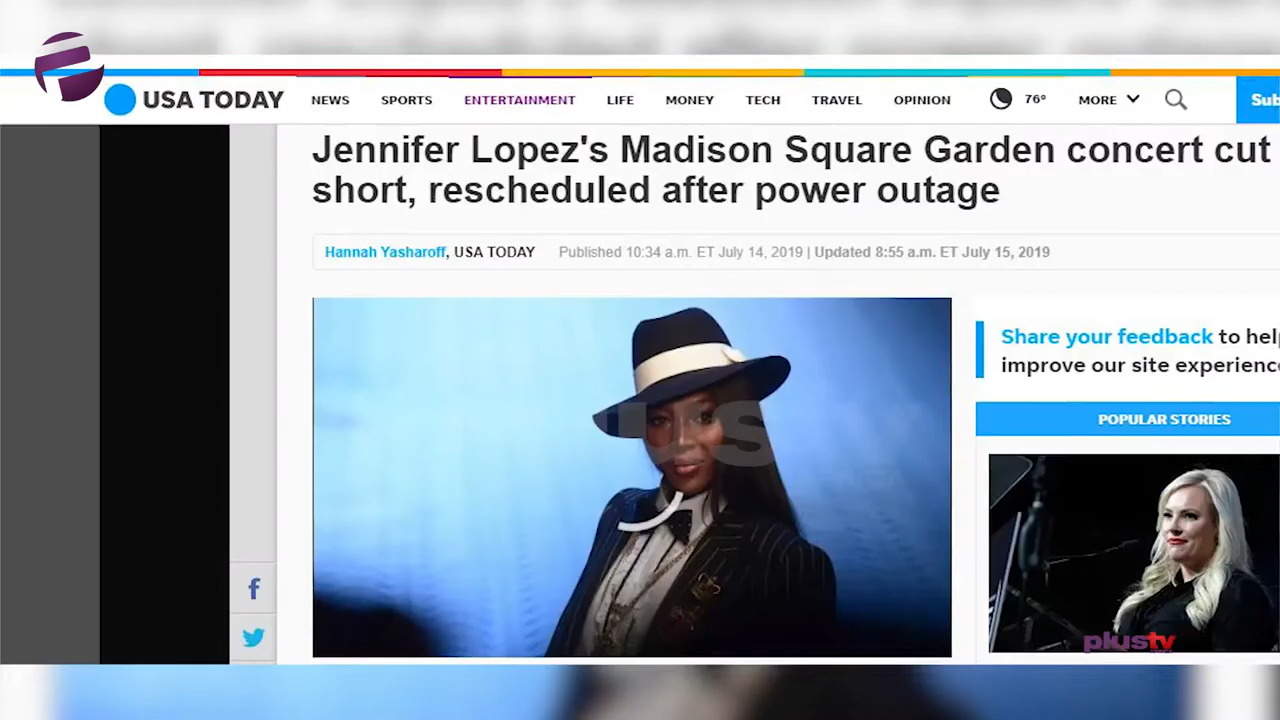 USA TODAY
NEWS SPORTS ENTERTAINMENT LIFE MONEY TECH TRAVEL OPINION 76° MORE
Sub
Jennifer Lopez's Madison Square Garden concert cut
short, rescheduled after power outage
Hannah Yasharoff, USA TODAY Published 10:34 a.m. ET July 14, 2019 | Updated 8:55 a.m. ET July 15, 2019
Share your feedback to help
improve our site experience
POPULAR STORIES
plustv